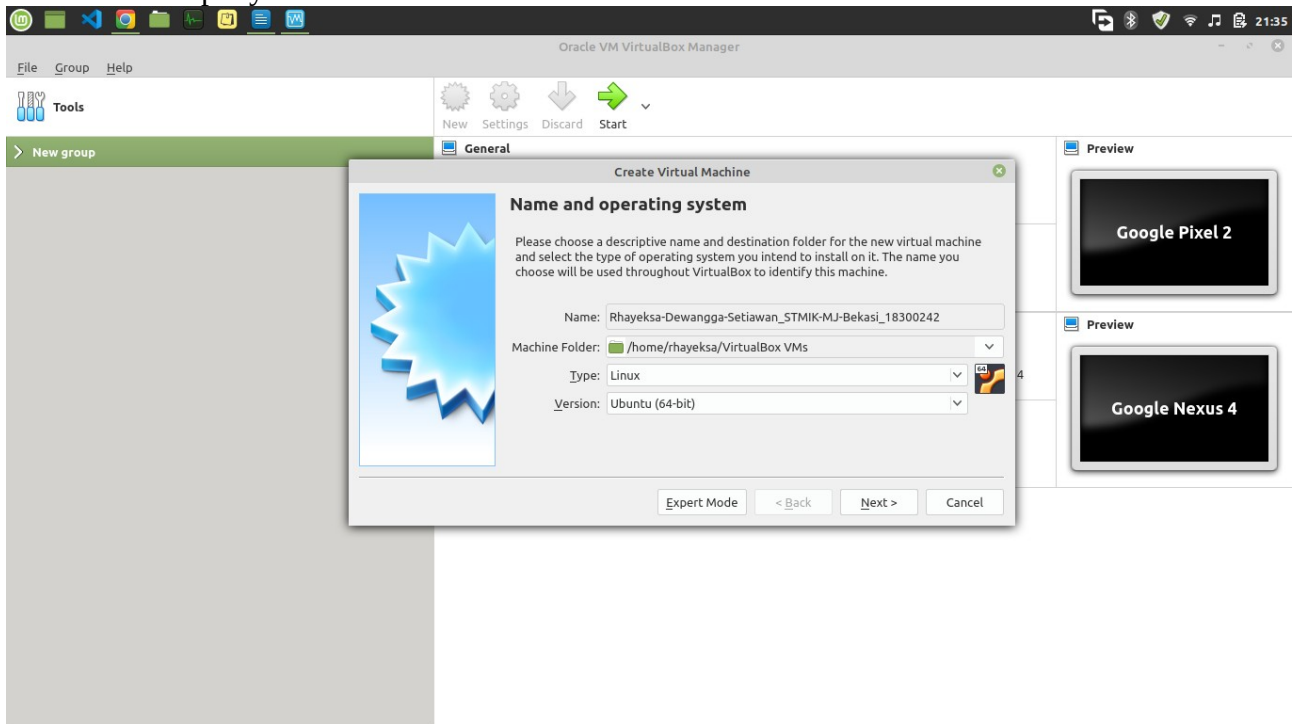 21:35
Oracle VM VirtualBox Manager
File Group Help
Tools
New Settings Discard Start
New group
General
Preview
Google Pixel 2
Preview
Google Nexus 4
4
Create Virtual Machine
Name and operating system
Please choose a descriptive name and destination folder for the new virtual machine
and select the type of operating system you intend to install on it. The name you
choose will be used throughout VirtualBox to identify this machine.
Name: Rhayeksa-Dewangga-Setiawan_STMIK-MJ-Bekasi_18300242
Machine Folder: /home/rhayeksa/VirtualBox VMs
Type: Linux
64
Version: Ubuntu (64-bit)
Expert Mode < Back Next > Cancel